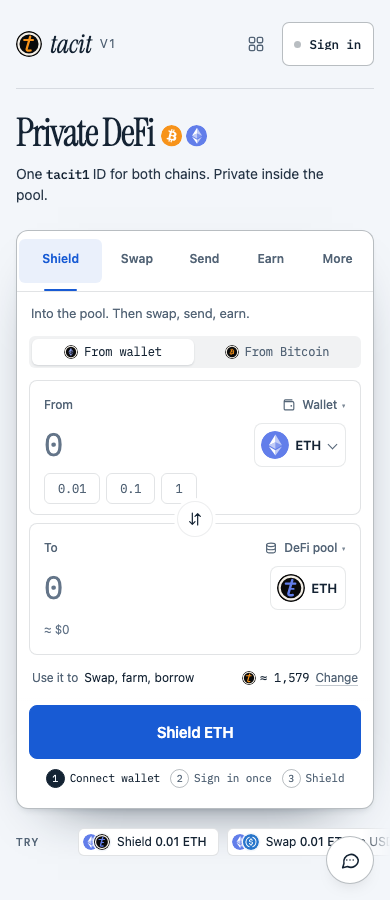 tacit V1
Sign in
Private DeFi
One tacit1 ID for both chains. Private inside the
pool.
Shield Swap Send Earn More
Into the pool. Then swap, send, earn.
From wallet From Bitcoin
From Wallet
0 ETH
0.01 0.1 1
To DeFi pool
0 ETH
≈ $0
Use it to Swap, farm, borrow ≈ 1,579 Change
Shield ETH
1 Connect wallet 2 Sign in once 3 Shield
TRY Shield 0.01 ETH Swap 0.01